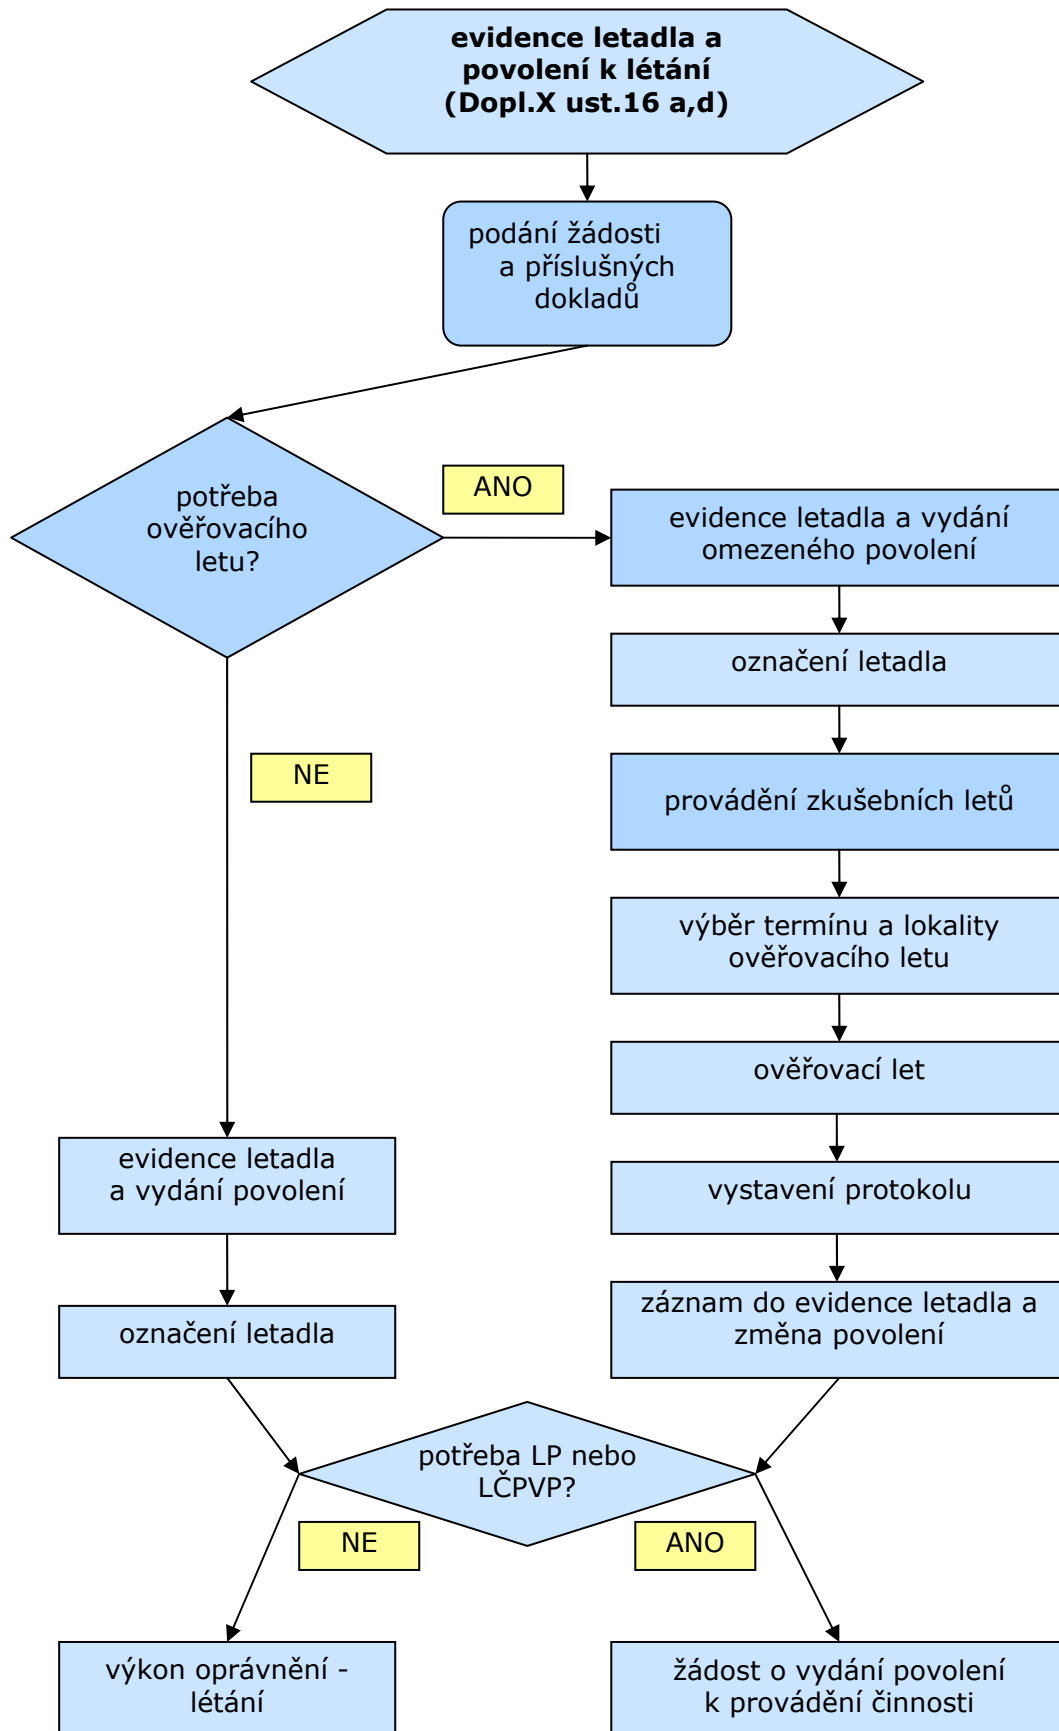 evidence letadla a
povolení k létání
(Dopl.X ust.16 a,d)
podání žádosti
a příslušných
dokladů
potřeba
ověřovacího
letu?
ANO
evidence letadla a vydání
omezeného povolení
označení letadla
provádění zkušebních letů
výběr termínu a lokality
ověřovacího letu
ověřovací let
vystavení protokolu
záznam do evidence letadla a
změna povolení
NE
evidence letadla
a vydání povolení
označení letadla
potřeba LP nebo
LČPVP?
NE
ANO
výkon oprávnění -
létání
žádost o vydání povolení
k provádění činnosti